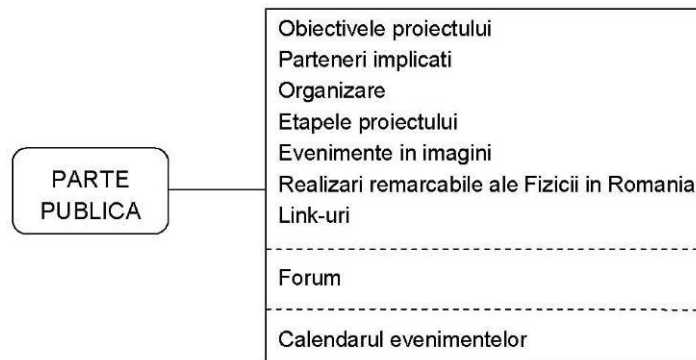 PARTE
PUBLICA
Obiectivele proiectului
Parteneri implicati
Organizare
Etapele proiectului
Evenimente in imagini
Realizari remarcabile ale Fizicii in Romania
Link-uri
Forum
Calendarul evenimentelor